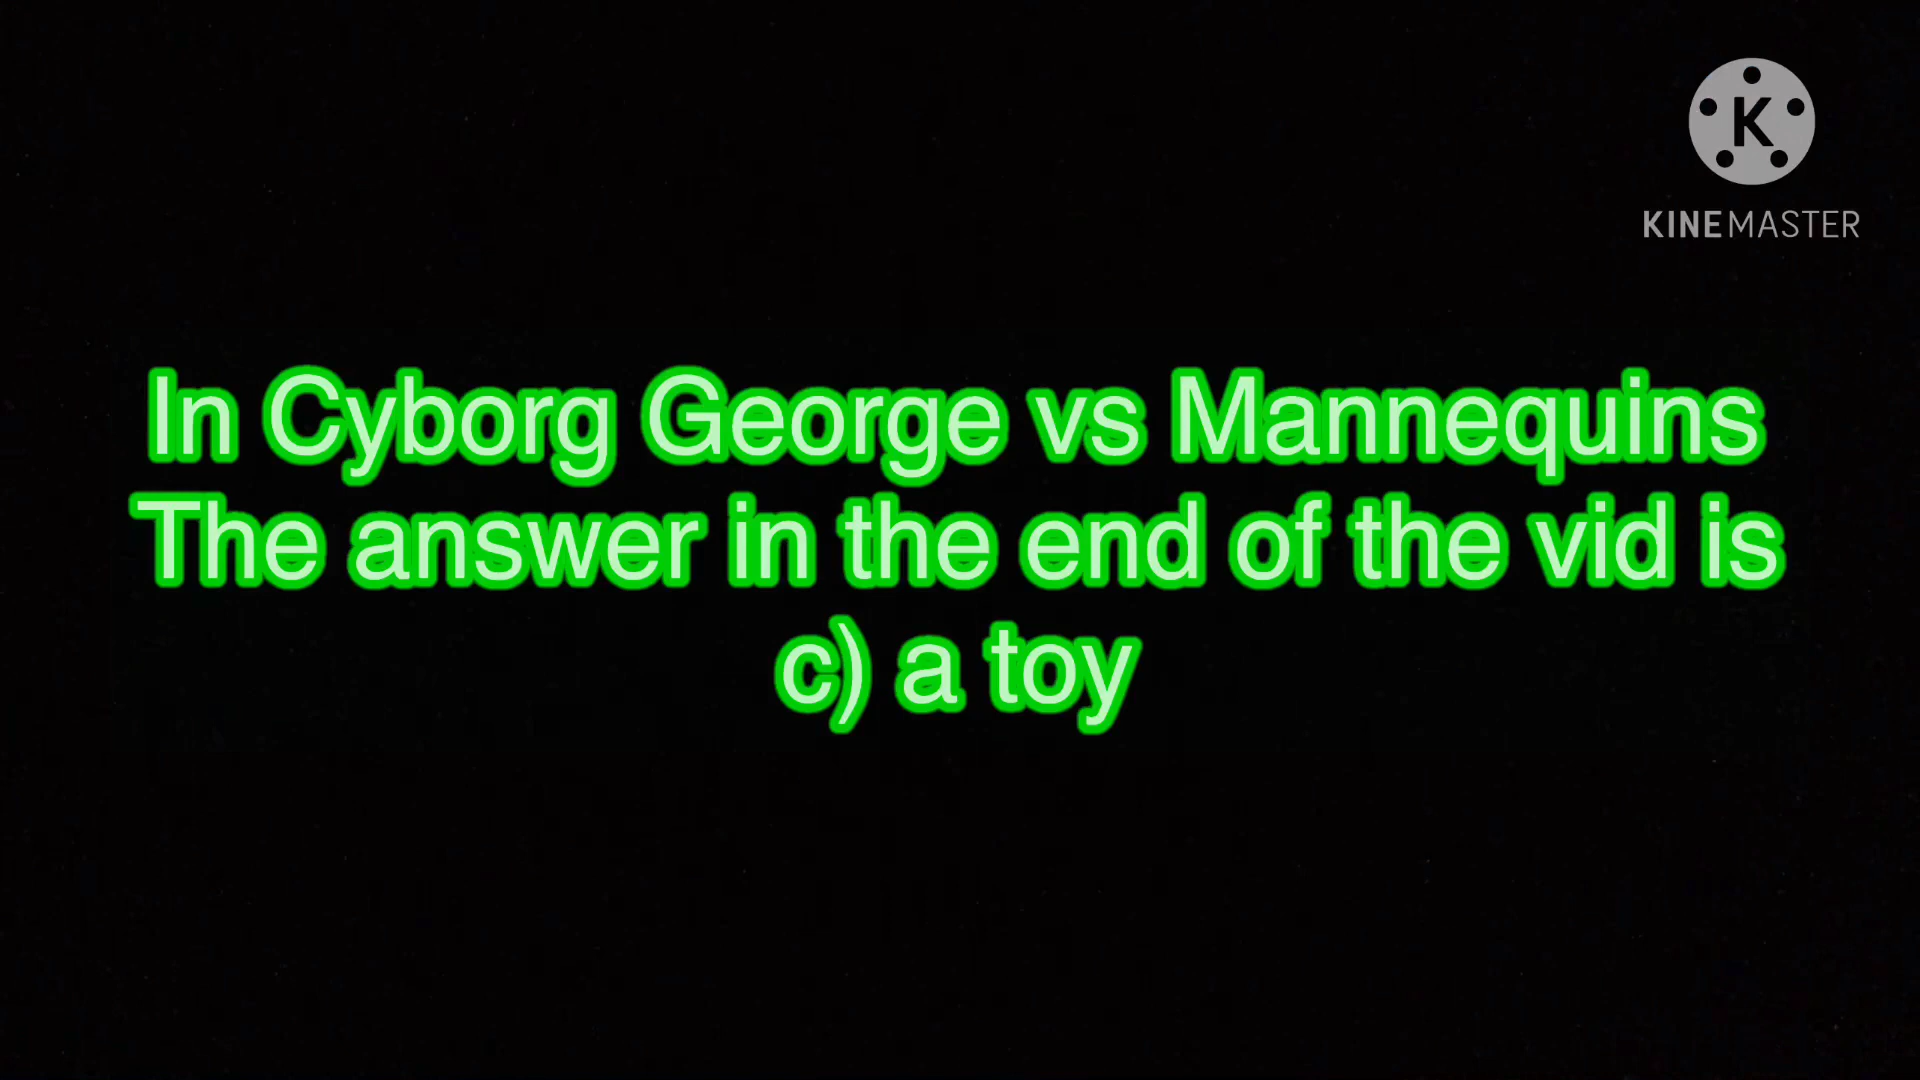 K
KINEMASTER
In Cyborg George vs Mannequins
The answer in the end of the vid is
c) a toy